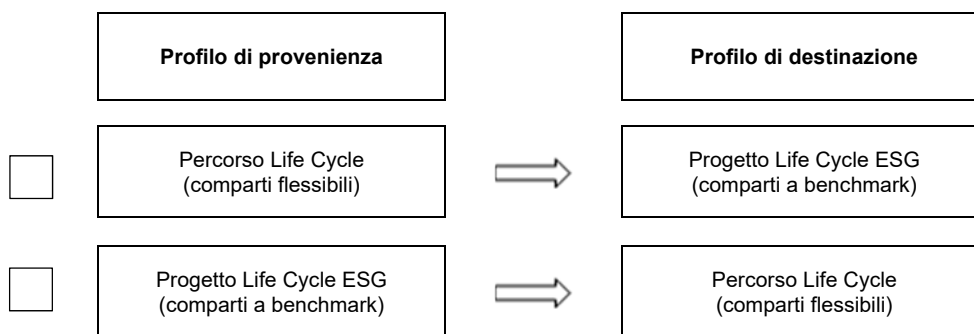 Profilo di provenienza
Profilo di destinazione
Percorso Life Cycle
(comparti flessibili)
Progetto Life Cycle ESG
(comparti a benchmark)
Progetto Life Cycle ESG
(comparti a benchmark)
Percorso Life Cycle
(comparti flessibili)